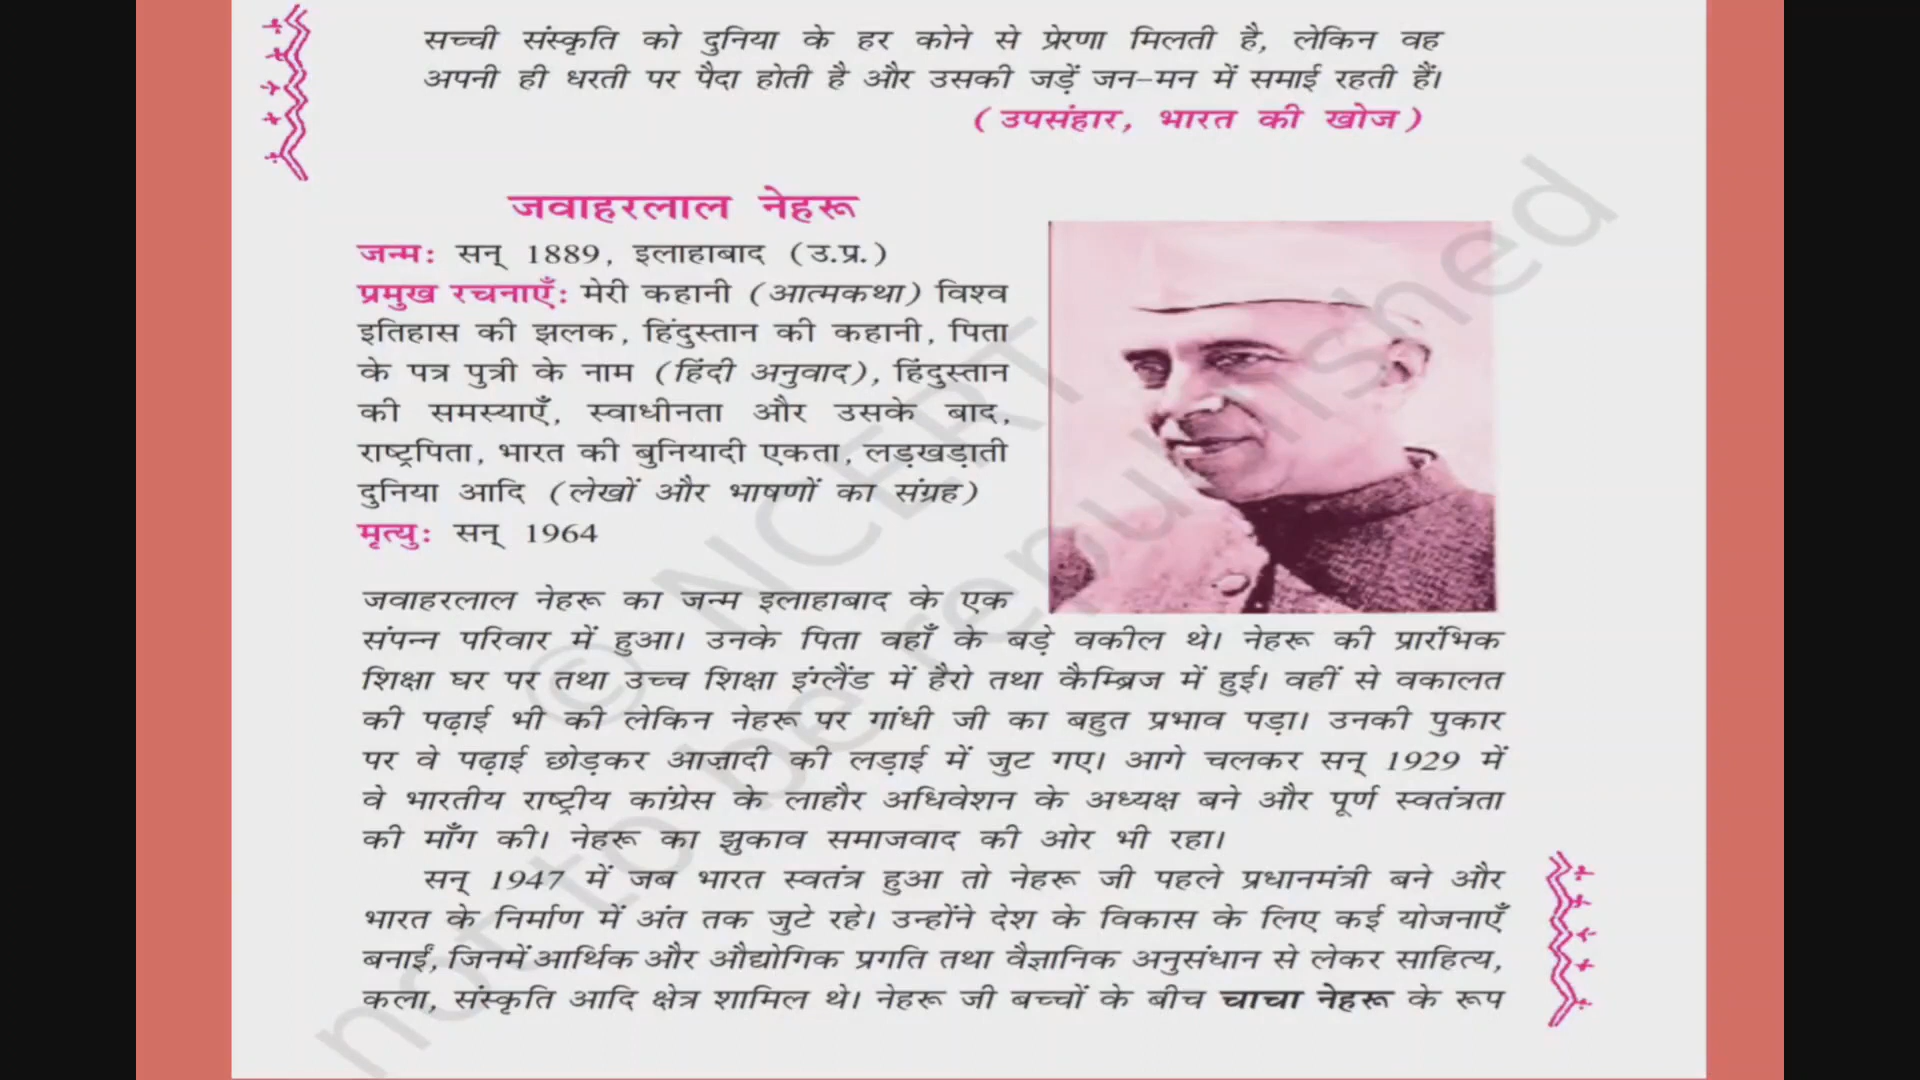 सच्ची संस्कृति को दुनिया के हर कोने से प्रेरणा मिलती है, लेकिन वह
अपनी ही धरती पर पैदा होती है और उसकी जड़ें जन-मन में समाई रहती हैं।
(उपसंहार, भारत की खोज)
जवाहरलाल नेहरू
जन्म: सन् 1889, इलाहाबाद (उ.प्र.)
प्रमुख रचनाएँ: मेरी कहानी (आत्मकथा) विश्व
इतिहास की झलक, हिंदुस्तान की कहानी, पिता
के पत्र पुत्री के नाम (हिंदी अनुवाद), हिंदुस्तान
की समस्याएँ, स्वाधीनता और उसके बाद,
राष्ट्रपिता, भारत की बुनियादी एकता, लड़खड़ाती
दुनिया आदि (लेखों और भाषणों का संग्रह)
मृत्यु: सन् 1964
जवाहरलाल नेहरू का जन्म इलाहाबाद के एक
संपन्न परिवार में हुआ। उनके पिता वहाँ के बड़े वकील थे। नेहरू की प्रारंभिक
शिक्षा घर पर तथा उच्च शिक्षा इंग्लैंड में हैरो तथा कैम्ब्रिज में हुई। वहीं से वकालत
की पढ़ाई भी की लेकिन नेहरू पर गांधी जी का बहुत प्रभाव पड़ा। उनकी पुकार
पर वे पढ़ाई छोड़कर आज़ादी की लड़ाई में जुट गए। आगे चलकर सन् 1929 में
वे भारतीय राष्ट्रीय कांग्रेस के लाहौर अधिवेशन के अध्यक्ष बने और पूर्ण स्वतंत्रता
की माँग की। नेहरू का झुकाव समाजवाद की ओर भी रहा।
सन् 1947 में जब भारत स्वतंत्र हुआ तो नेहरू जी पहले प्रधानमंत्री बने और
भारत के निर्माण में अंत तक जुटे रहे। उन्होंने देश के विकास के लिए कई योजनाएँ
बनाईं, जिनमें आर्थिक और औद्योगिक प्रगति तथा वैज्ञानिक अनुसंधान से लेकर साहित्य,
कला, संस्कृति आदि क्षेत्र शामिल थे। नेहरू जी बच्चों के बीच चाचा नेहरू के रूप
© NCERT
not to be republished